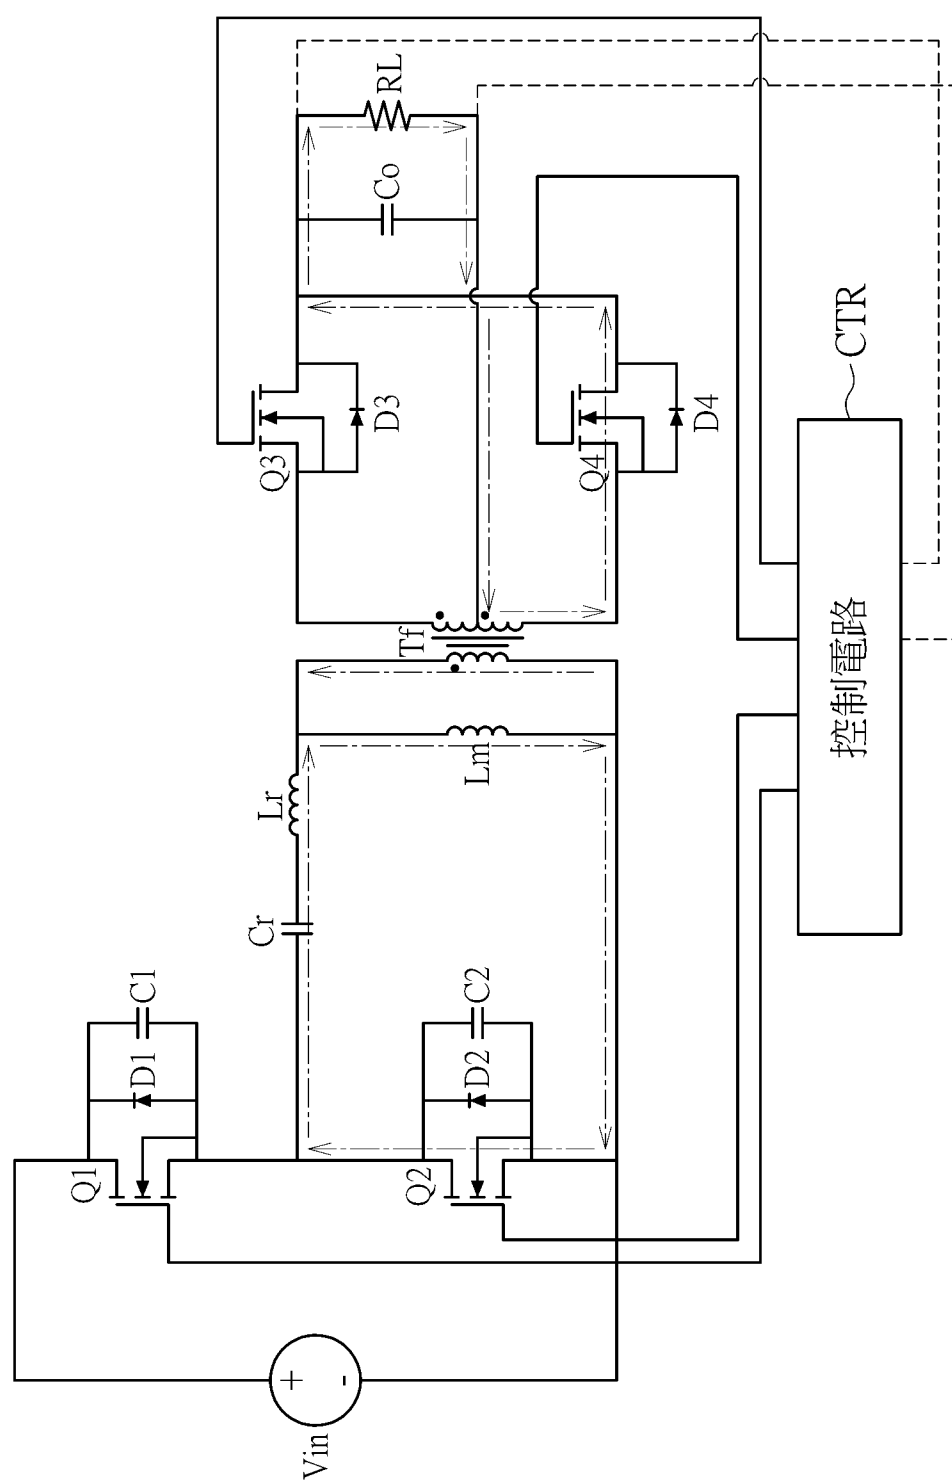 Vin
+
-
Q1
D1
C1
Q2
D2
C2
Cr
Lr
Lm
Tf
Q3
D3
Q4
D4
Co
RL
控制電路
CTR